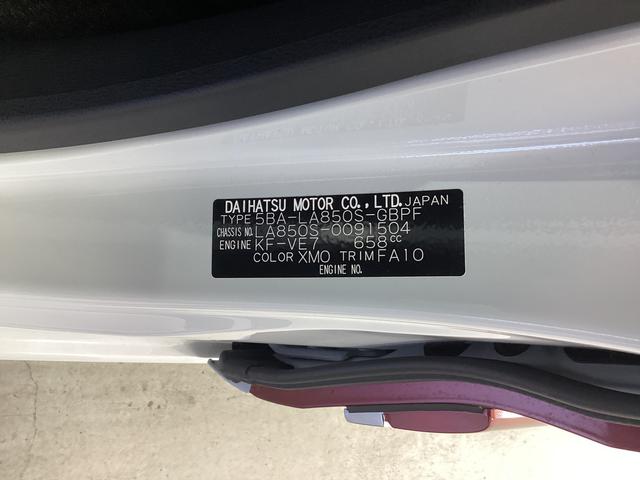 DAIHATSU MOTOR CO.,LTD. JAPAN
TYPE 5BA-LA850S-GBPF
CHASSIS NO. LA850S-0091504
ENGINE KF-VE7 658cc
COLOR XM0 TRIM FA10
ENGINE NO.